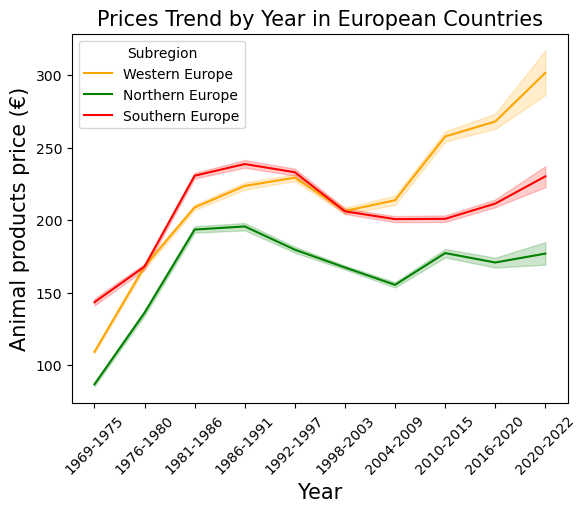 Prices Trend by Year in European Countries
Subregion
Western Europe
Northern Europe
Southern Europe
Animal products price (€)
300
250
200
150
100
1969-1975
1976-1980
1981-1986
1986-1991
1992-1997
1998-2003
2004-2009
2010-2015
2016-2020
2020-2022
Year